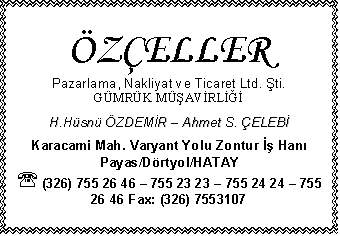 ÖZÇELLER
Pazarlama, Nakliyat ve Ticaret Ltd. Şti.
GÜMRÜK MÜŞAVİRLİĞİ
H.Hüsnü ÖZDEMİR – Ahmet S. ÇELEBİ
Karacami Mah. Varyant Yolu Zontur İş Hanı
Payas/Dörtyol/HATAY
☎ (326) 755 26 46 – 755 23 23 – 755 24 24 – 755
26 46 Fax: (326) 7553107